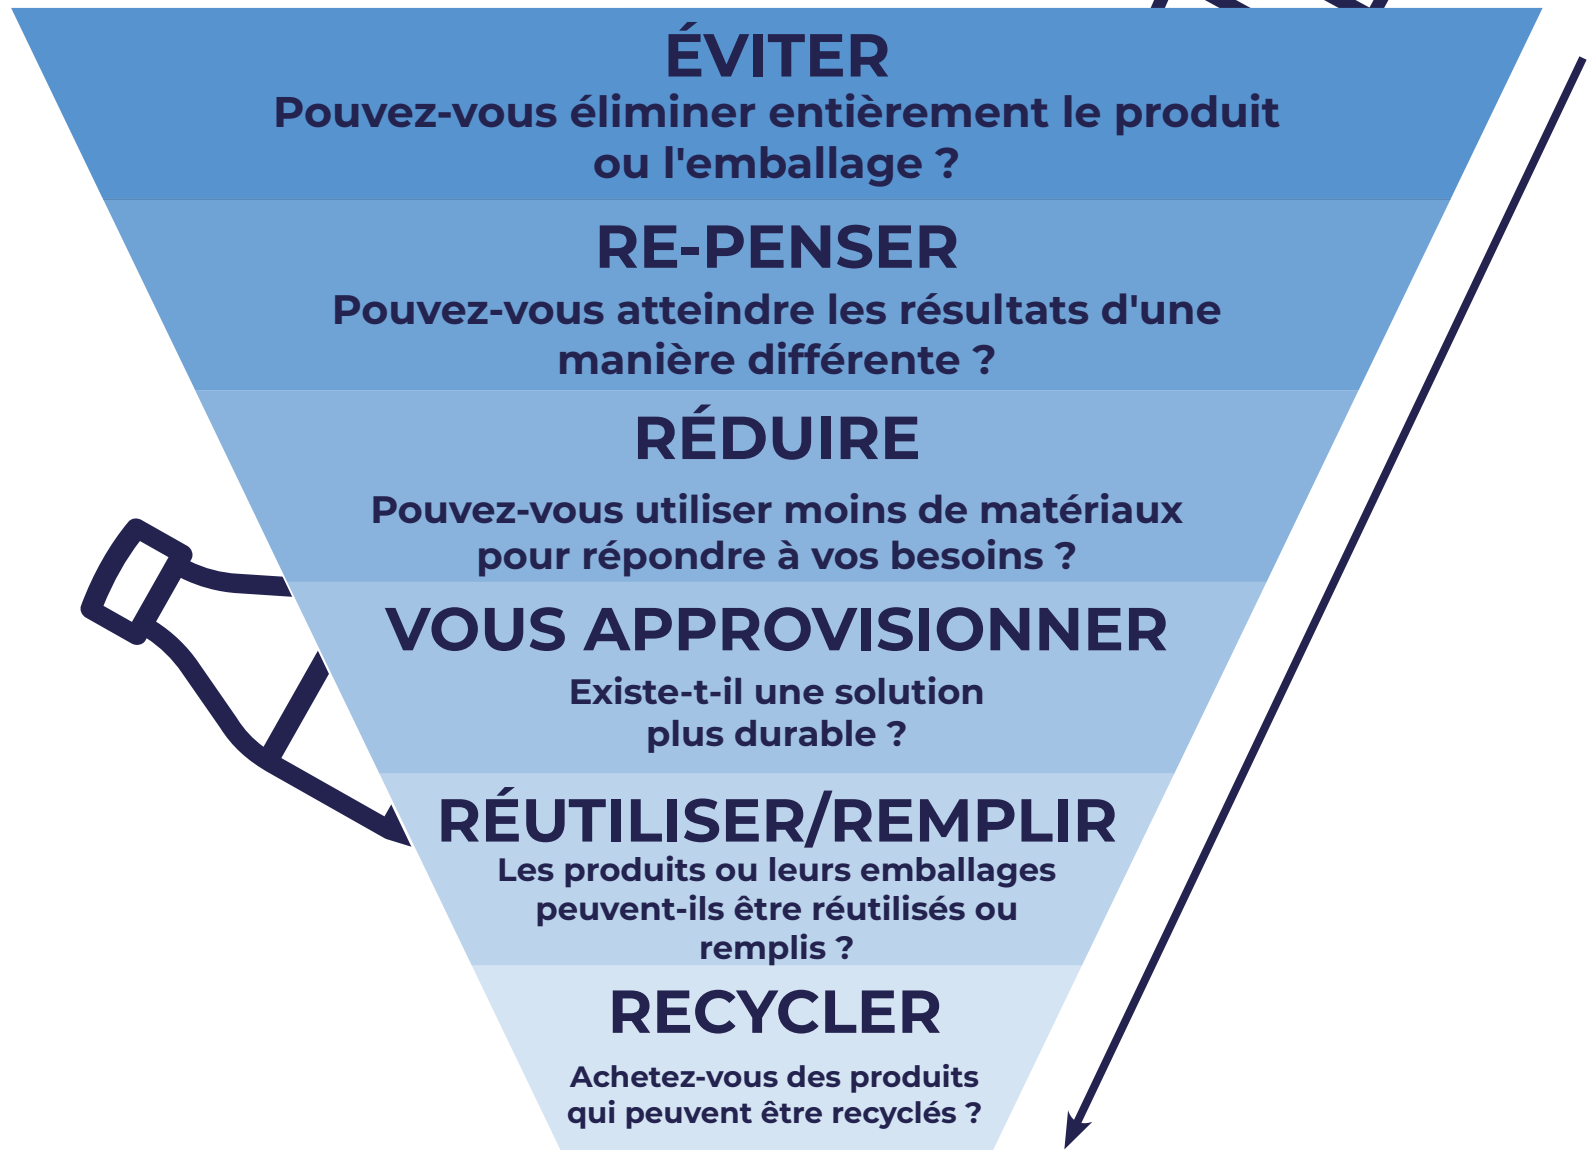 ÉVITER
Pouvez-vous éliminer entièrement le produit
ou l'emballage ?
RE-PENSER
Pouvez-vous atteindre les résultats d'une
manière différente ?
RÉDUIRE
Pouvez-vous utiliser moins de matériaux
pour répondre à vos besoins ?
VOUS APPROVISIONNER
Existe-t-il une solution
plus durable ?
RÉUTILISER/REMPLIR
Les produits ou leurs emballages
peuvent-ils être réutilisés ou
remplis ?
RECYCLER
Achetez-vous des produits
qui peuvent être recyclés ?